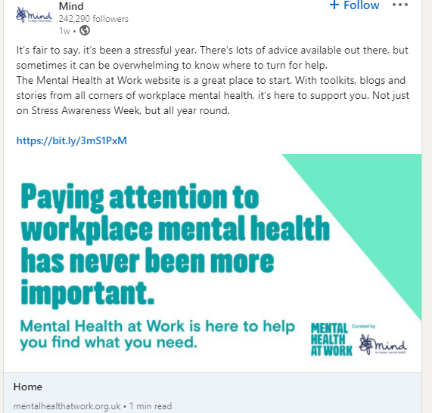 Mind
+ Follow •••
mind
242,290 followers
1w •
It's fair to say, it's been a stressful year. There's lots of advice available out there, but
sometimes it can be overwhelming to know where to turn for help.
The Mental Health at Work website is a great place to start. With toolkits, blogs and
stories from all corners of workplace mental health, it's here to support you. Not just
on Stress Awareness Week, but all year round.
https://bit.ly/3mS1PxM
Paying attention to
workplace mental health
has never been more
important.
Mental Health at Work is here to help
you find what you need.
MENTAL
HEALTH
AT WORK
Curated by
mind
for better mental health
Home
mentalhealthatwork.org.uk • 1 min read